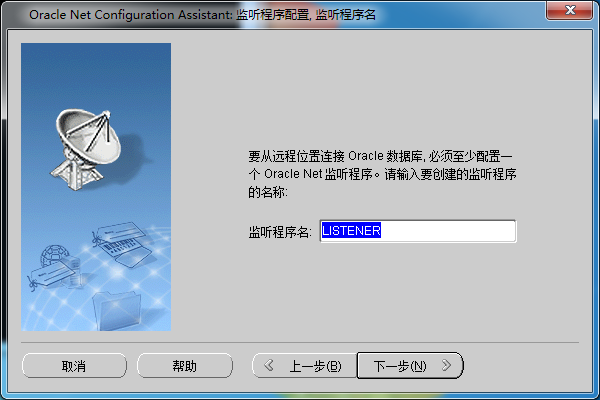 Oracle Net Configuration Assistant: 监听程序配置, 监听程序名
要从远程位置连接 Oracle 数据库, 必须至少配置一
个 Oracle Net 监听程序。请输入要创建的监听程序
的名称:
监听程序名: LISTENER
取消 帮助 上一步(B) 下一步(N)